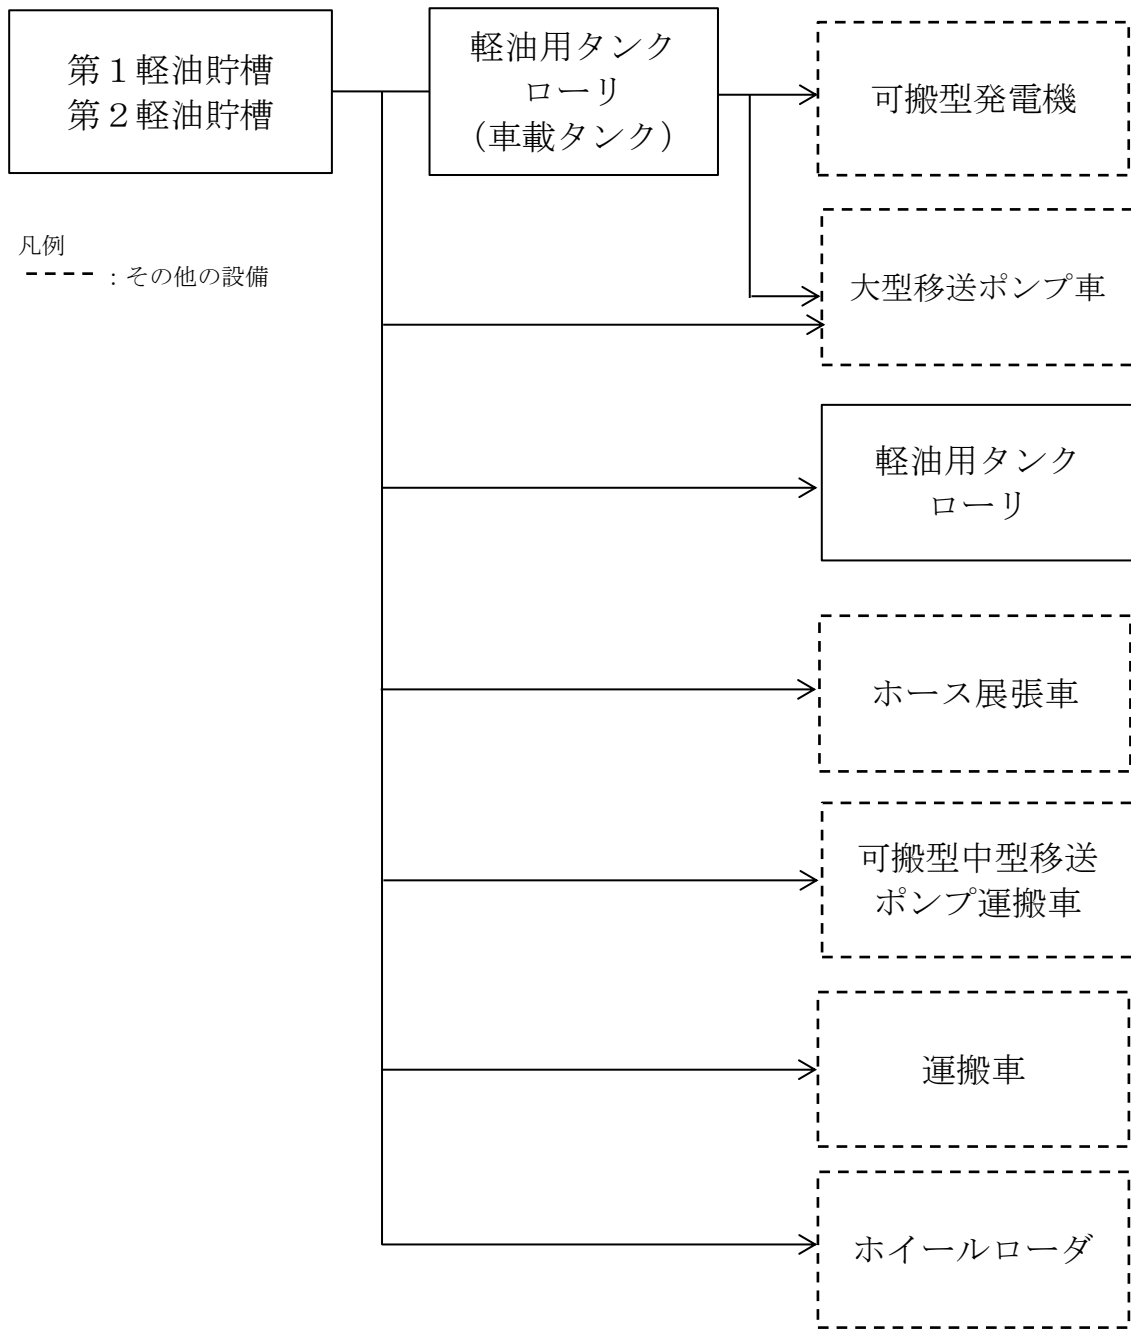 第１軽油貯槽
第２軽油貯槽
軽油用タンク
ローリ
（車載タンク）
可搬型発電機
凡例
：その他の設備
大型移送ポンプ車
軽油用タンク
ローリ
ホース展張車
可搬型中型移送
ポンプ運搬車
運搬車
ホイールローダ